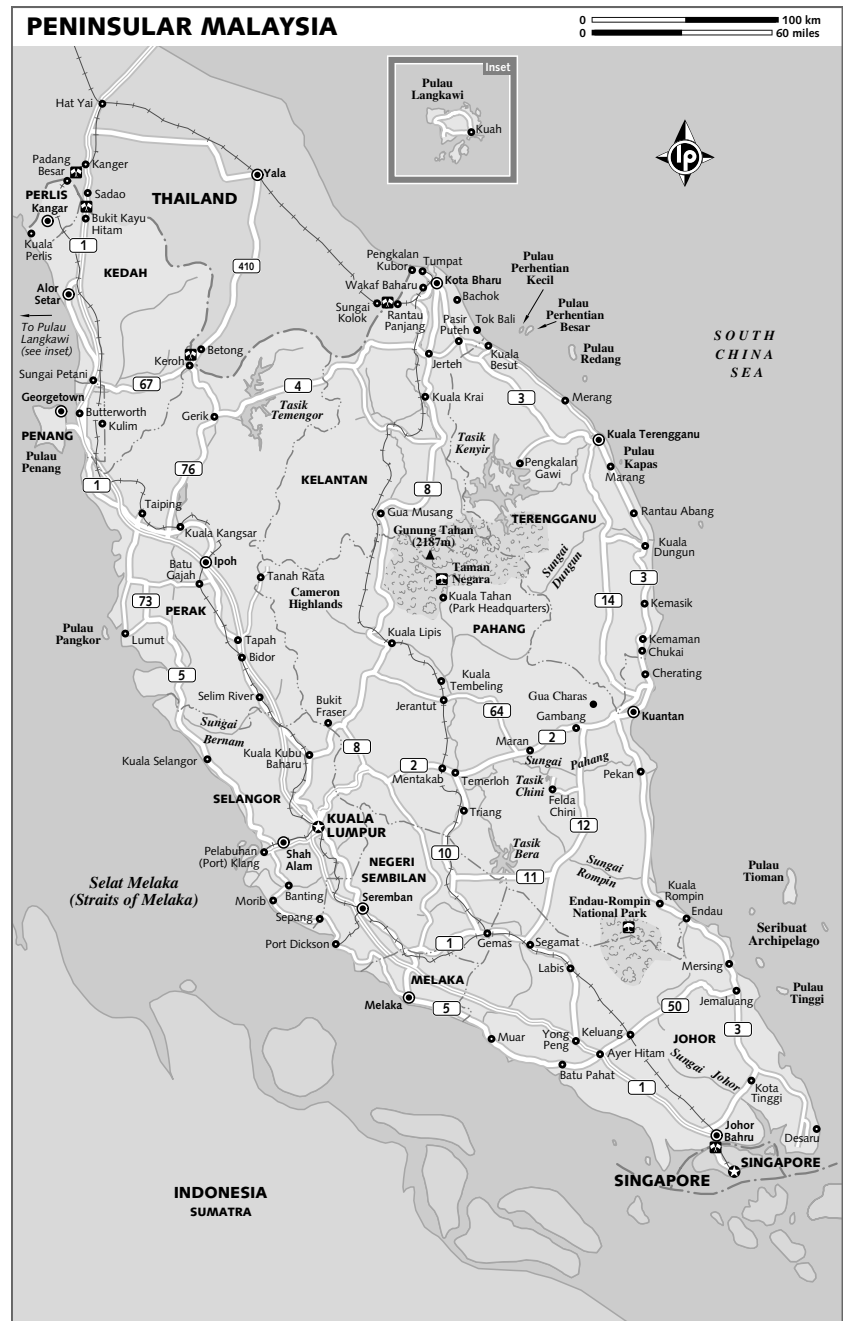 PENINSULAR MALAYSIA
0 100 km
0 60 miles
Inset
Pulau
Langkawi
Kuah
lp
Hat Yai
Padang
Besar
Kanger
Yala
PERLIS
Kangar
Sadao
THAILAND
Bukit Kayu
Hitam
Kuala
Perlis
1
KEDAH
410
Alor
Setar
To Pulau
Langkawi
(see inset)
Pengkalan
Kubor
Tumpat
Wakaf Baharu
Kota Bharu
Sungai
Kolok
Rantau
Panjang
Bachok
Pulau
Perhentian
Kecil
Pulau
Perhentian
Besar
Pasir
Puteh
Tok Bali
SOUTH
CHINA
SEA
Pulau
Redang
Kuala
Besut
Jerteh
Betong
Keroh
Sungai Petani
67
4
Georgetown
Butterworth
Kulim
PENANG
Pulau
Penang
Gerik
Tasik
Temengor
Kuala Krai
3
Merang
Kuala Terengganu
Tasik
Kenyir
Pengkalan
Gawi
Pulau
Kapas
Marang
76
1
KELANTAN
8
Taiping
Gua Musang
TERENGGANU
Rantau Abang
Kuala Kangsar
Gunung Tahan
(2187m)
Kuala
Dungun
Ipoh
Batu
Gajah
Tanah Rata
Taman
Negara
Sungai
Dungun
3
Cameron
Highlands
Kuala Tahan
(Park Headquarters)
73
PERAK
14
Kemasik
Pulau
Pangkor
Lumut
Tapah
Kuala Lipis
PAHANG
Kemaman
Chukai
Bidor
5
Kuala
Tembeling
Cherating
Selim River
Bukit
Fraser
Jerantut
Gua Charas
64
Gambang
Kuantan
Sungai
Bernam
Kuala Kubu
Baharu
8
Maran
2
Kuala Selangor
2
Mentakab
Temerloh
Sungai Pahang
Pekan
Tasik
Chini
Felda
Chini
SELANGOR
Triang
12
KUALA
LUMPUR
Pelabuhan
(Port) Klang
Shah
Alam
NEGERI
SEMBILAN
10
Tasik
Bera
11
Sungai
Rompin
Pulau
Tioman
Selat Melaka
(Straits of Melaka)
Morib
Banting
Seremban
Kuala
Rompin
Endau-Rompin
National Park
Endau
Sepang
Seribuat
Archipelago
Port Dickson
1
Gemas
Segamat
Labis
Mersing
Pulau
Tinggi
MELAKA
Melaka
5
Jemaluang
50
Muar
Yong
Peng
Keluang
JOHOR
3
Ayer Hitam
Batu Pahat
Sungai Johor
1
Kota
Tinggi
Johor
Bahru
Desaru
SINGAPORE
SINGAPORE
INDONESIA
SUMATRA